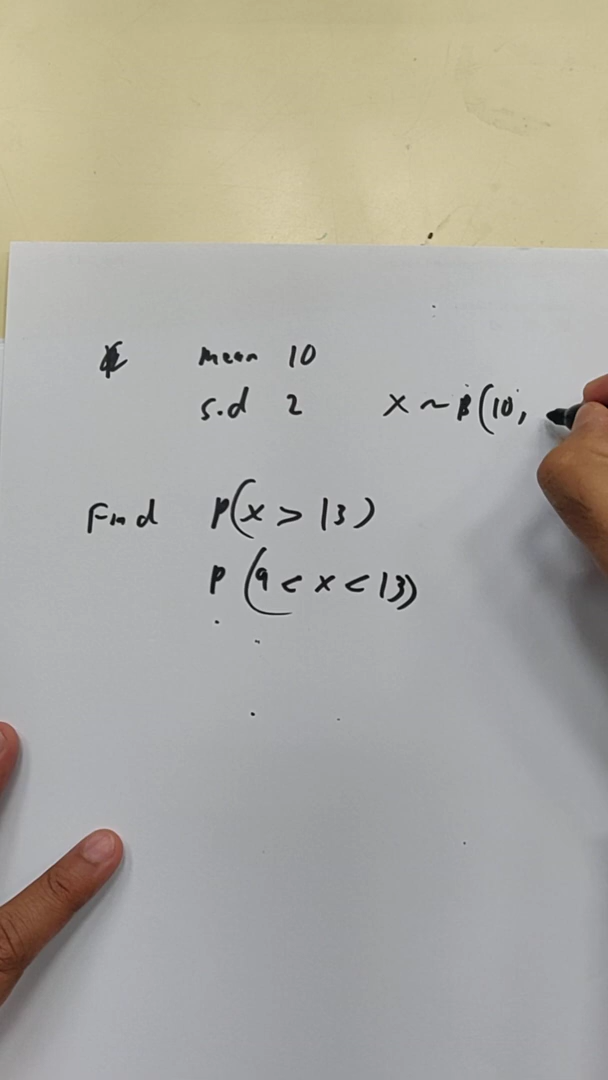 mean 10
s.d 2 X ~ B(10,
Find P(X > 13)
P(9 < X < 13)